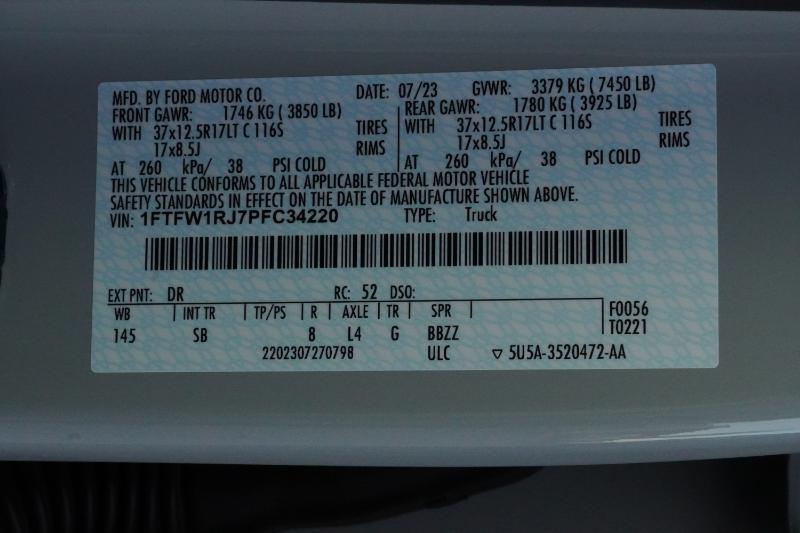 MFD. BY FORD MOTOR CO. DATE: 07/23 GVWR: 3379 KG ( 7450 LB)
FRONT GAWR: 1746 KG ( 3850 LB) REAR GAWR: 1780 KG ( 3925 LB)
WITH 37x12.5R17LT C 116S TIRES WITH 37x12.5R17LT C 116S TIRES
17x8.5J RIMS 17x8.5J RIMS
AT 260 kPa/ 38 PSI COLD AT 260 kPa/ 38 PSI COLD
THIS VEHICLE CONFORMS TO ALL APPLICABLE FEDERAL MOTOR VEHICLE
SAFETY STANDARDS IN EFFECT ON THE DATE OF MANUFACTURE SHOWN ABOVE.
VIN: 1FTFW1RJ7PFC34220 TYPE: Truck
EXT PNT: DR RC: 52 DSO:
WB INT TR TP/PS R AXLE TR SPR F0056
145 SB 8 L4 G BBZZ T0221
2202307270798 ULC ▽ 5U5A-3520472-AA